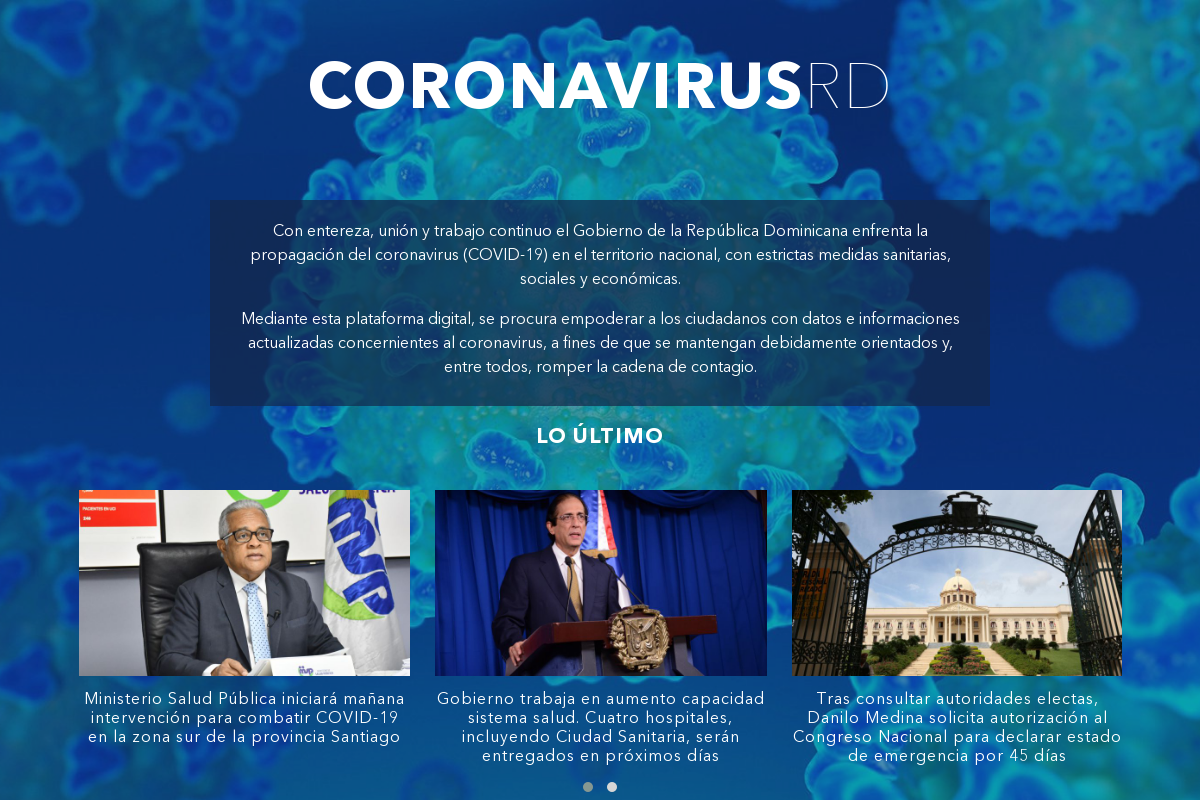 CORONAVIRUSRD
Con entereza, unión y trabajo continuo el Gobierno de la República Dominicana enfrenta la
propagación del coronavirus (COVID-19) en el territorio nacional, con estrictas medidas sanitarias,
sociales y económicas.
Mediante esta plataforma digital, se procura empoderar a los ciudadanos con datos e informaciones
actualizadas concernientes al coronavirus, a fines de que se mantengan debidamente orientados y,
entre todos, romper la cadena de contagio.
LO ÚLTIMO
Ministerio Salud Pública iniciará mañana
intervención para combatir COVID-19
en la zona sur de la provincia Santiago
Gobierno trabaja en aumento capacidad
sistema salud. Cuatro hospitales,
incluyendo Ciudad Sanitaria, serán
entregados en próximos días
Tras consultar autoridades electas,
Danilo Medina solicita autorización al
Congreso Nacional para declarar estado
de emergencia por 45 días